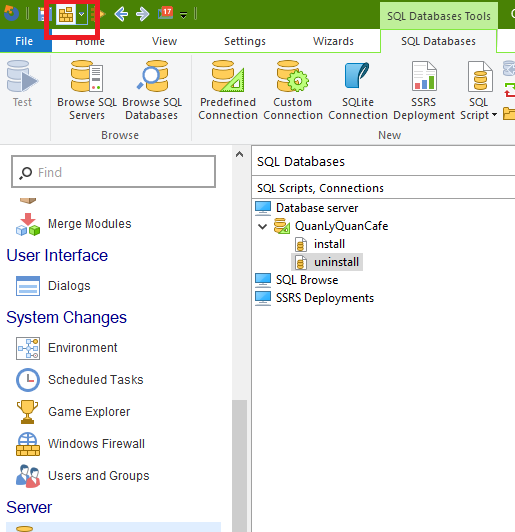 17
SQL Databases Tools
File
Home
View
Settings
Wizards
SQL Databases
Test
Browse SQL Servers
Browse SQL Databases
Predefined Connection
Custom Connection
SQLite Connection
SSRS Deployment
SQL Script
Browse
New
Find
SQL Databases
SQL Scripts, Connections
Merge Modules
User Interface
Dialogs
System Changes
Environment
Scheduled Tasks
Game Explorer
Windows Firewall
Users and Groups
Server
Database server
QuanLyQuanCafe
install
uninstall
SQL Browse
SSRS Deployments